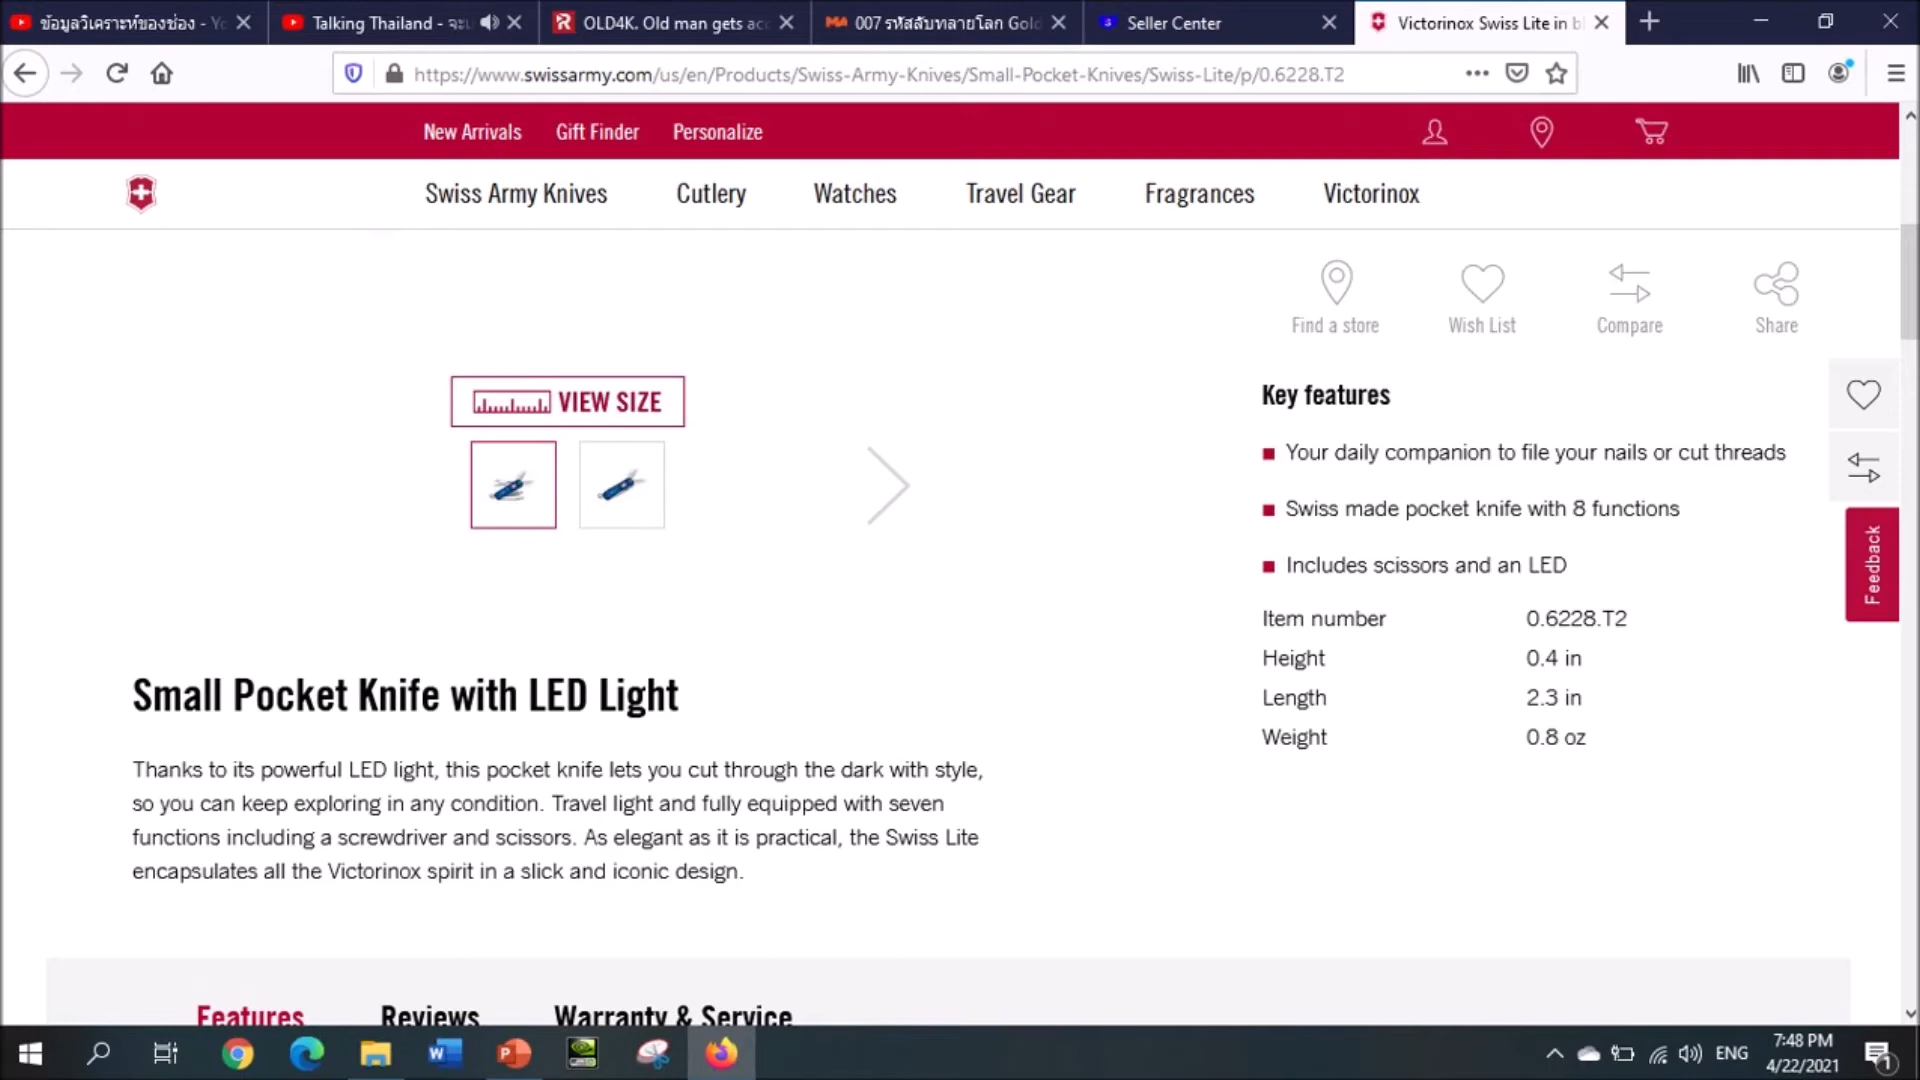 ข้อมูลวิเคราะห์ของช่อง - Yo
Talking Thailand - จะเ
OLD4K. Old man gets acc
007 รหัสลับทลายโลก Gold
Seller Center
Victorinox Swiss Lite in bl
https://www.swissarmy.com/us/en/Products/Swiss-Army-Knives/Small-Pocket-Knives/Swiss-Lite/p/0.6228.T2
New Arrivals
Gift Finder
Personalize
Swiss Army Knives
Cutlery
Watches
Travel Gear
Fragrances
Victorinox
Find a store
Wish List
Compare
Share
VIEW SIZE
Key features
Your daily companion to file your nails or cut threads
Swiss made pocket knife with 8 functions
Includes scissors and an LED
Item number 0.6228.T2
Height 0.4 in
Length 2.3 in
Weight 0.8 oz
Feedback
Small Pocket Knife with LED Light
Thanks to its powerful LED light, this pocket knife lets you cut through the dark with style,
so you can keep exploring in any condition. Travel light and fully equipped with seven
functions including a screwdriver and scissors. As elegant as it is practical, the Swiss Lite
encapsulates all the Victorinox spirit in a slick and iconic design.
Features
Reviews
Warranty & Service
ENG
7:48 PM
4/22/2021
1